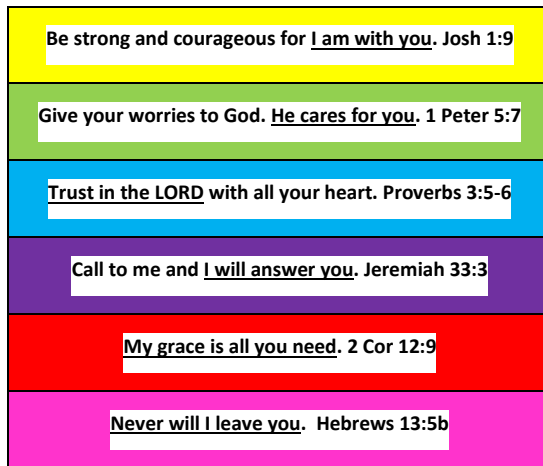 Be strong and courageous for I am with you. Josh 1:9
Give your worries to God. He cares for you. 1 Peter 5:7
Trust in the LORD with all your heart. Proverbs 3:5-6
Call to me and I will answer you. Jeremiah 33:3
My grace is all you need. 2 Cor 12:9
Never will I leave you.  Hebrews 13:5b